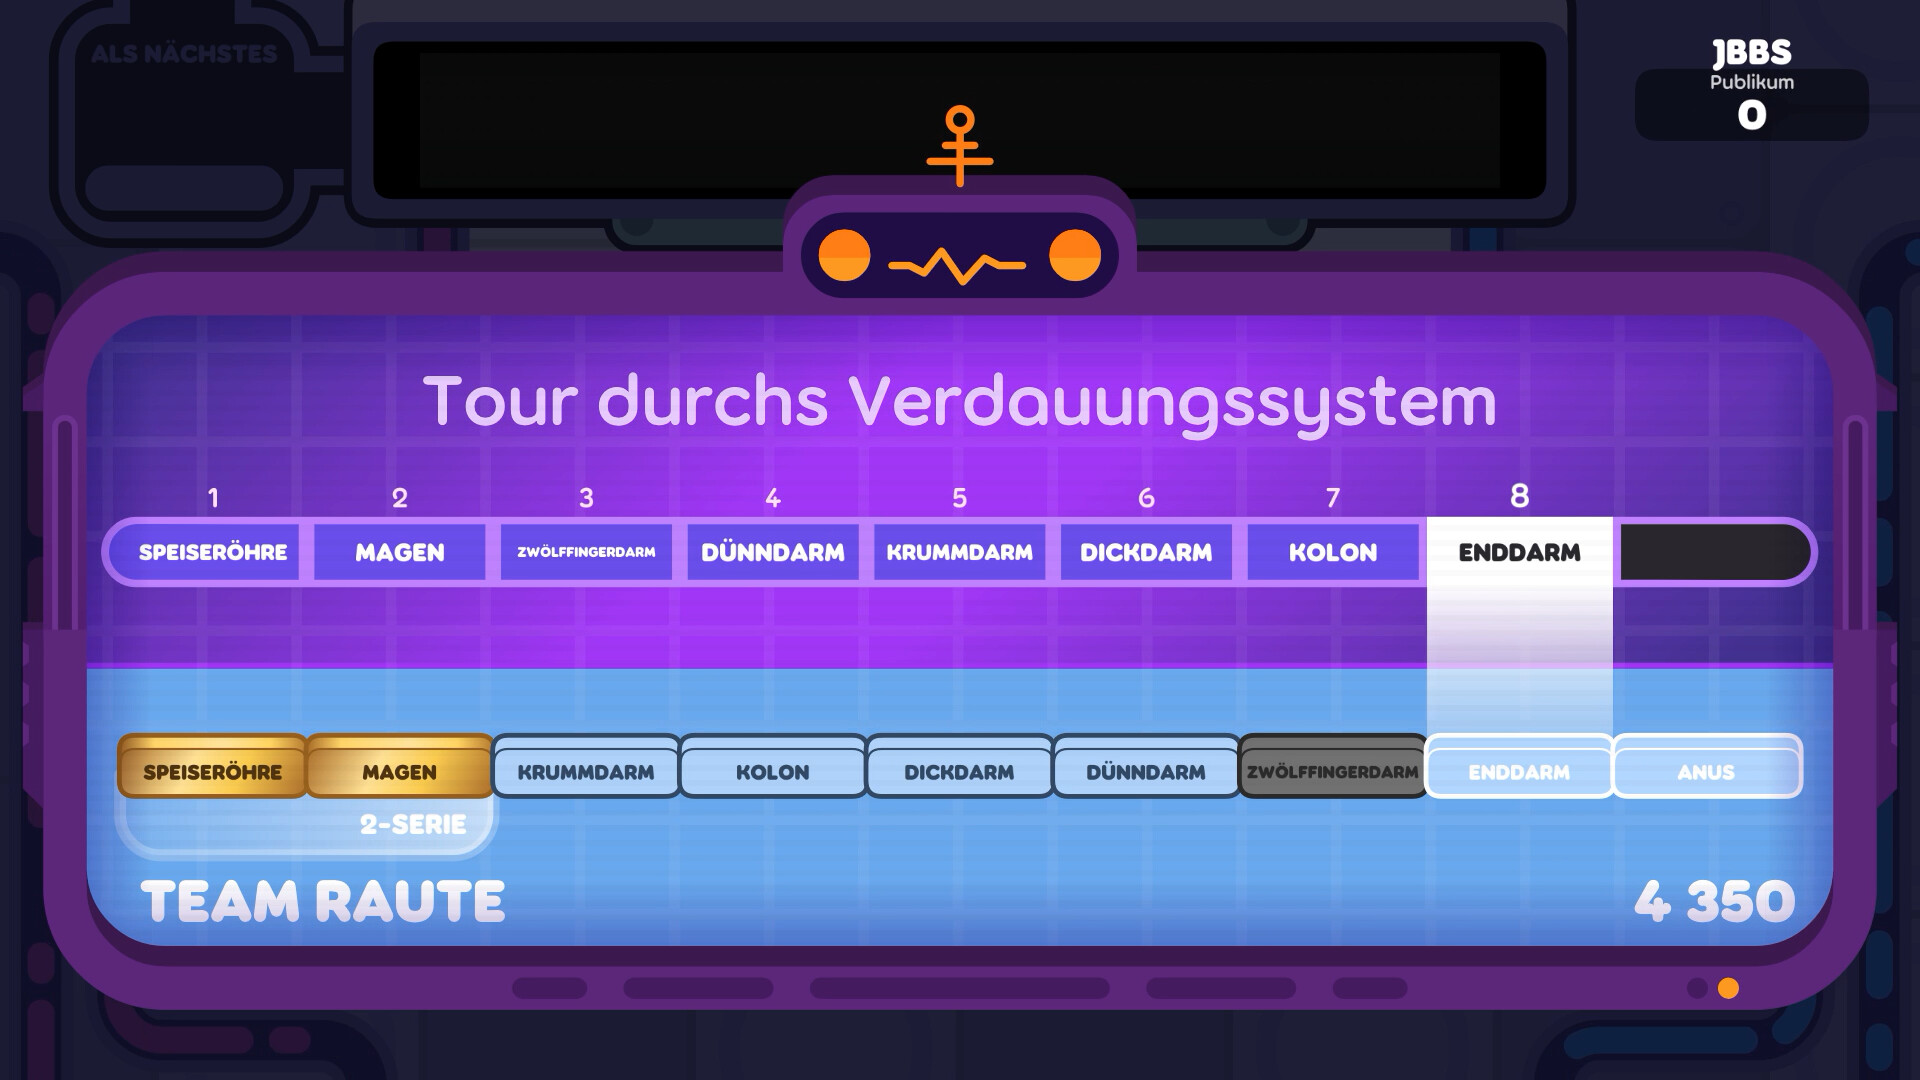 ALS NÄCHSTES
JBBS
Publikum
0
Tour durchs Verdauungssystem
1 2 3 4 5 6 7 8
SPEISERÖHRE MAGEN ZWÖLFFINGERDARM DÜNNDARM KRUMMDARM DICKDARM KOLON ENDDARM
SPEISERÖHRE MAGEN KRUMMDARM KOLON DICKDARM DÜNNDARM ZWÖLFFINGERDARM ENDDARM ANUS
2-SERIE
TEAM RAUTE 4 350